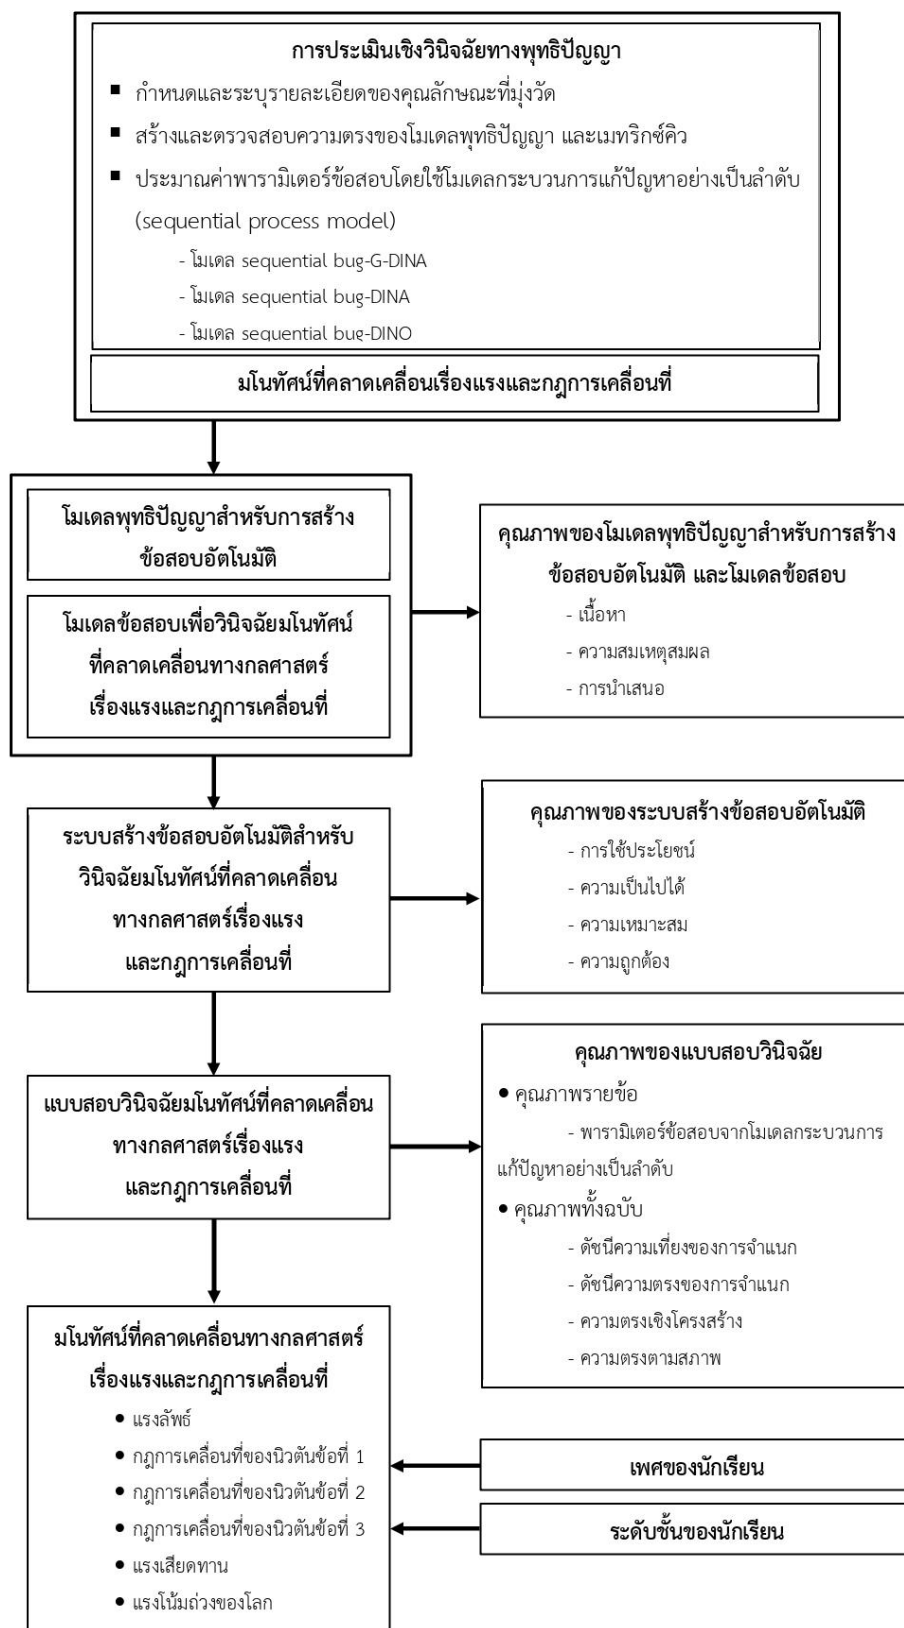 การประเมินเชิงวินิจฉัยทางพุทธิปัญญา
▪ กำหนดและระบุรายละเอียดของคุณลักษณะที่มุ่งวัด
▪ สร้างและตรวจสอบความตรงของโมเดลพุทธิปัญญา และเมทริกซ์คิว
▪ ประมาณค่าพารามิเตอร์ข้อสอบโดยใช้โมเดลกระบวนการแก้ปัญหาอย่างเป็นลำดับ
(sequential process model)
- โมเดล sequential bug-G-DINA
- โมเดล sequential bug-DINA
- โมเดล sequential bug-DINO
มโนทัศน์ที่คลาดเคลื่อนเรื่องแรงและกฎการเคลื่อนที่
โมเดลพุทธิปัญญาสำหรับการสร้าง
ข้อสอบอัตโนมัติ
โมเดลข้อสอบเพื่อวินิจฉัยมโนทัศน์
ที่คลาดเคลื่อนทางกลศาสตร์
เรื่องแรงและกฎการเคลื่อนที่
คุณภาพของโมเดลพุทธิปัญญาสำหรับการสร้าง
ข้อสอบอัตโนมัติ และโมเดลข้อสอบ
- เนื้อหา
- ความสมเหตุสมผล
- การนำเสนอ
ระบบสร้างข้อสอบอัตโนมัติสำหรับ
วินิจฉัยมโนทัศน์ที่คลาดเคลื่อน
ทางกลศาสตร์เรื่องแรง
และกฎการเคลื่อนที่
คุณภาพของระบบสร้างข้อสอบอัตโนมัติ
- การใช้ประโยชน์
- ความเป็นไปได้
- ความเหมาะสม
- ความถูกต้อง
แบบสอบวินิจฉัยมโนทัศน์ที่คลาดเคลื่อน
ทางกลศาสตร์เรื่องแรง
และกฎการเคลื่อนที่
คุณภาพของแบบสอบวินิจฉัย
• คุณภาพรายข้อ
- พารามิเตอร์ข้อสอบจากโมเดลกระบวนการ
แก้ปัญหาอย่างเป็นลำดับ
• คุณภาพทั้งฉบับ
- ดัชนีความเที่ยงของการจำแนก
- ดัชนีความตรงของการจำแนก
- ความตรงเชิงโครงสร้าง
- ความตรงตามสภาพ
มโนทัศน์ที่คลาดเคลื่อนทางกลศาสตร์
เรื่องแรงและกฎการเคลื่อนที่
• แรงลัพธ์
• กฎการเคลื่อนที่ของนิวตันข้อที่ 1
• กฎการเคลื่อนที่ของนิวตันข้อที่ 2
• กฎการเคลื่อนที่ของนิวตันข้อที่ 3
• แรงเสียดทาน
• แรงโน้มถ่วงของโลก
เพศของนักเรียน
ระดับชั้นของนักเรียน